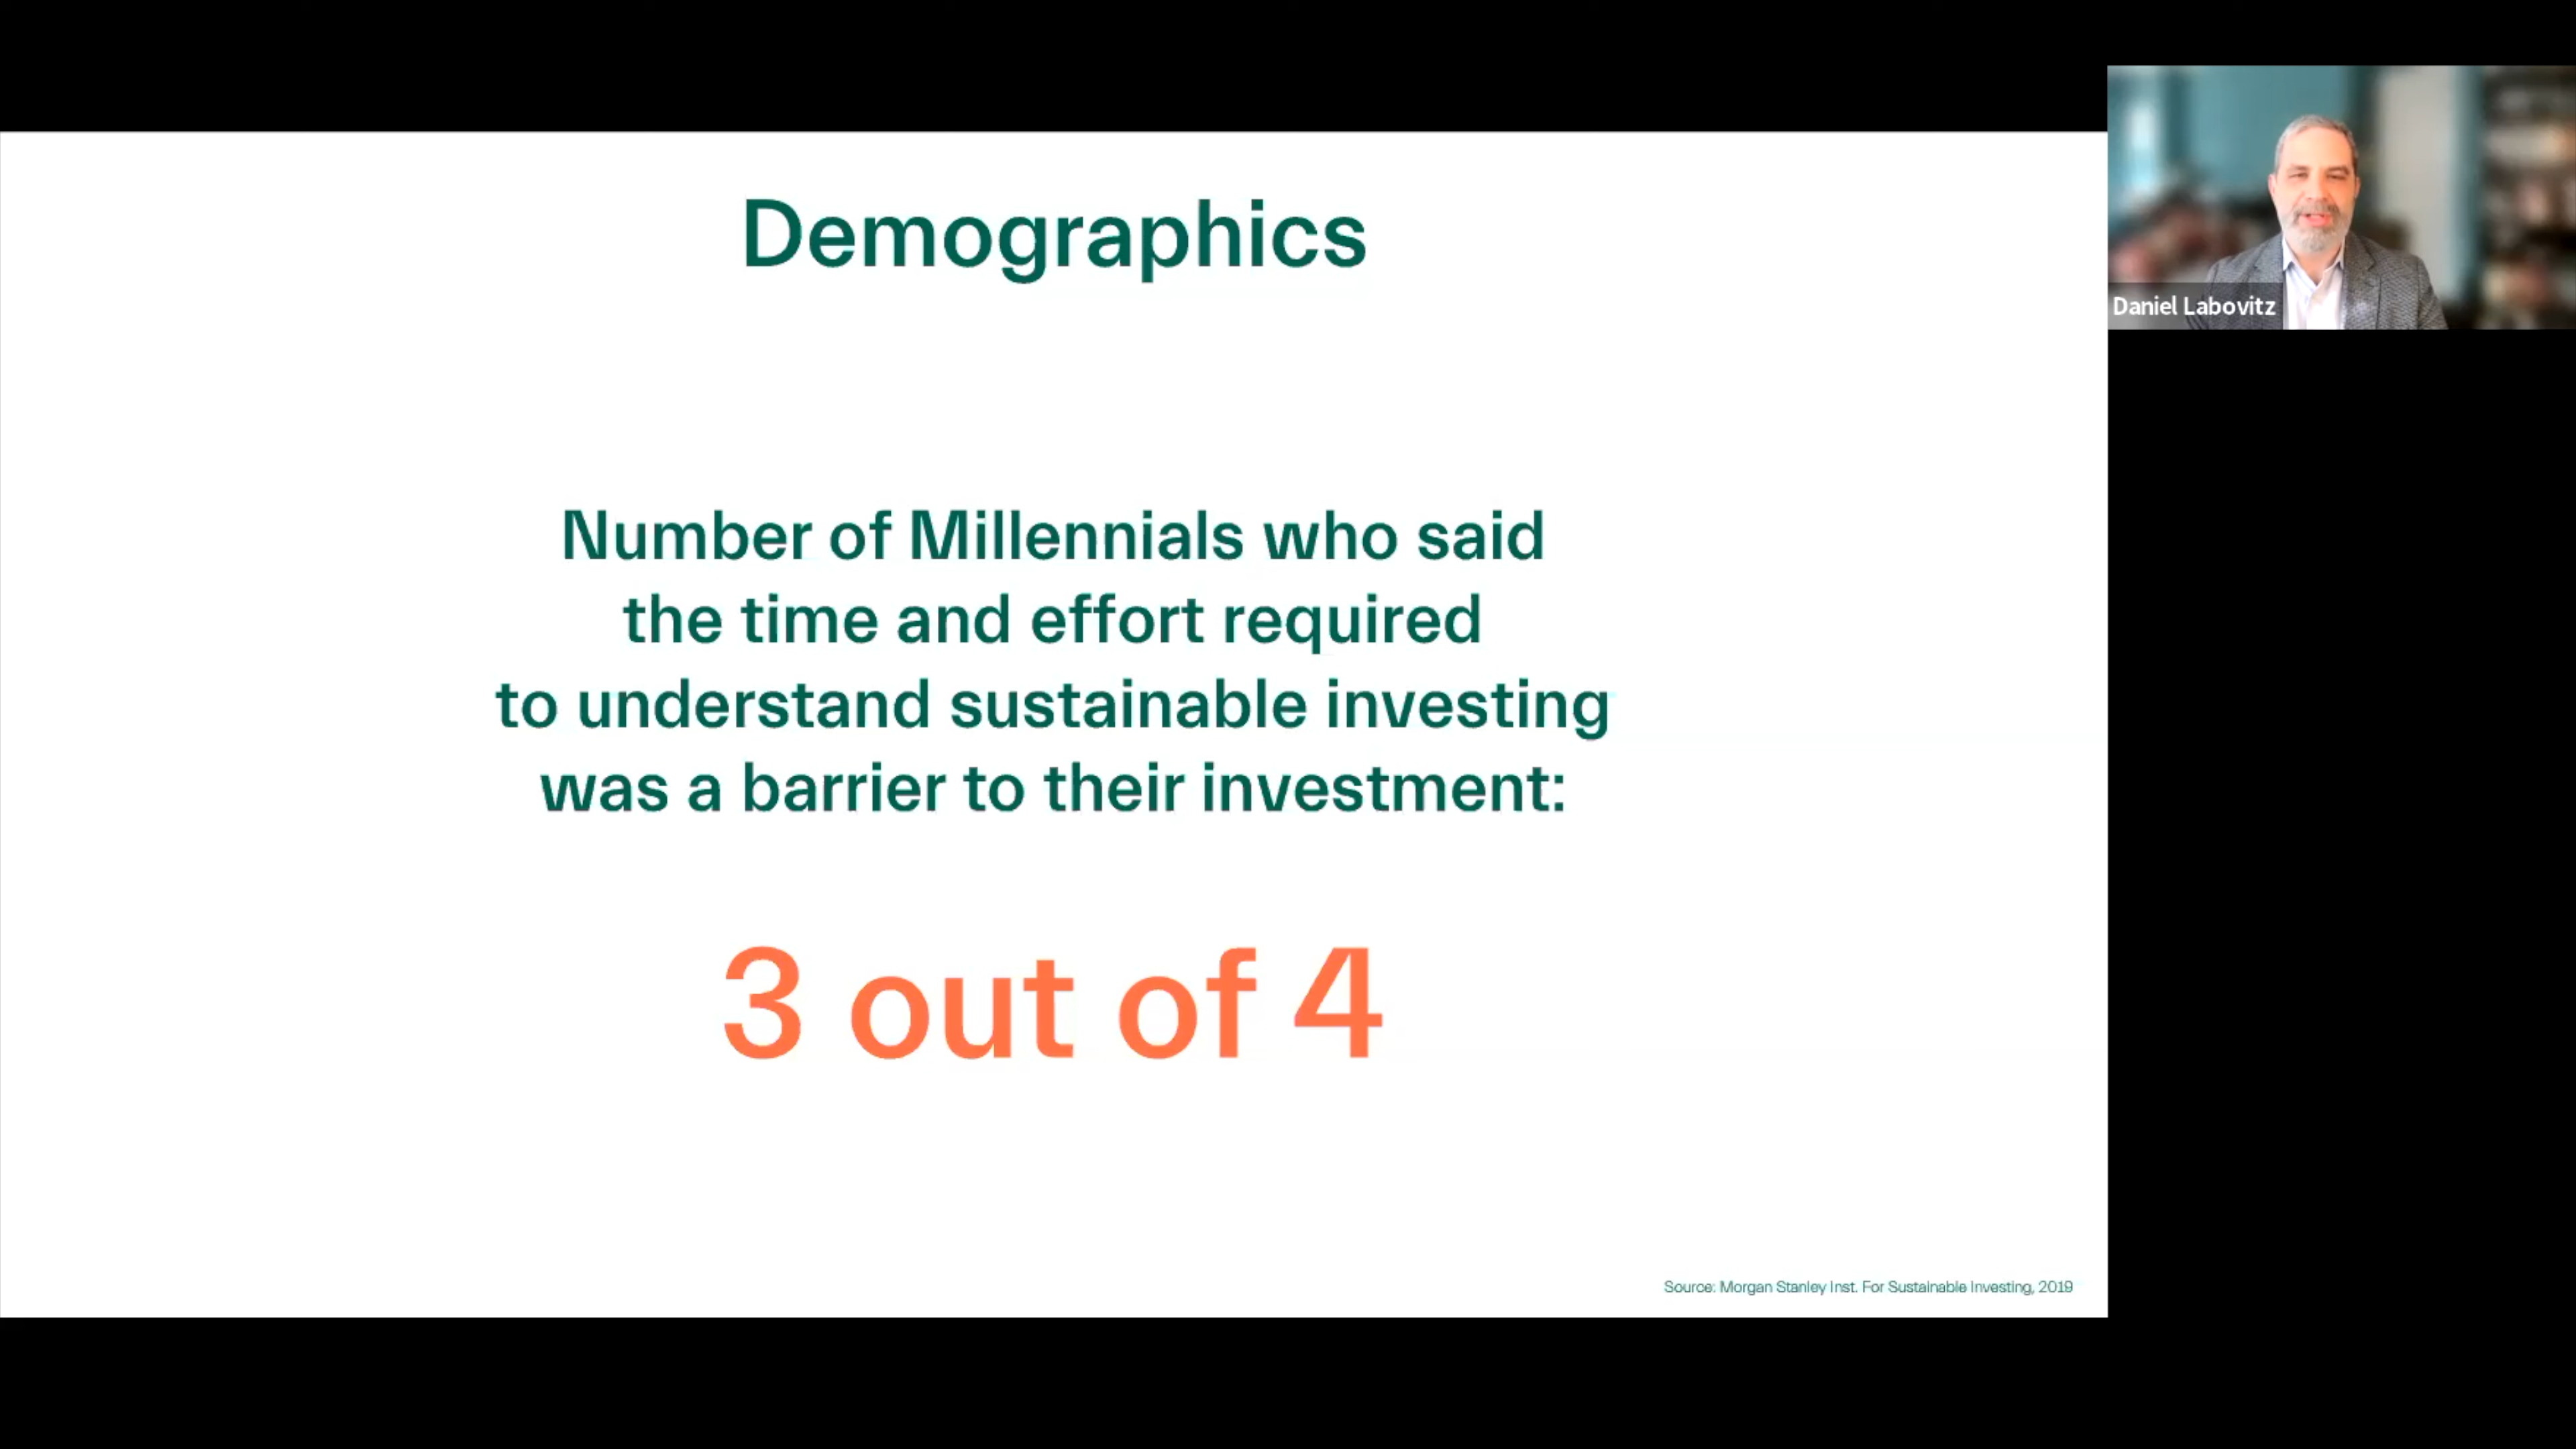 Demographics
Number of Millennials who said
the time and effort required
to understand sustainable investing
was a barrier to their investment:
3 out of 4
Source: Morgan Stanley Inst. For Sustainable Investing, 2019
Daniel Labovitz